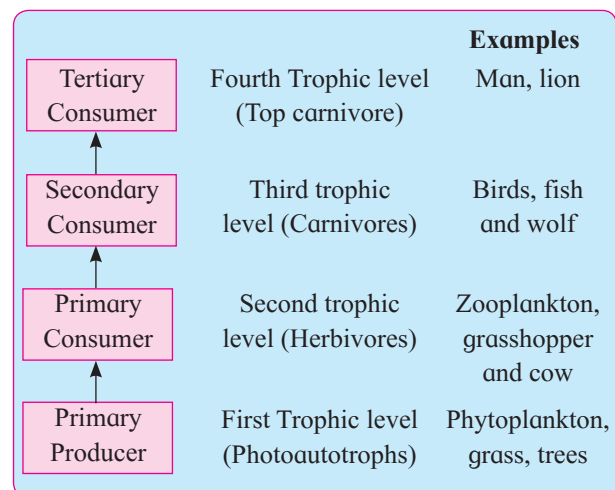 Examples
Tertiary Consumer
Fourth Trophic level (Top carnivore)
Man, lion
Secondary Consumer
Third trophic level (Carnivores)
Birds, fish and wolf
Primary Consumer
Second trophic level (Herbivores)
Zooplankton, grasshopper and cow
Primary Producer
First Trophic level (Photoautotrophs)
Phytoplankton, grass, trees